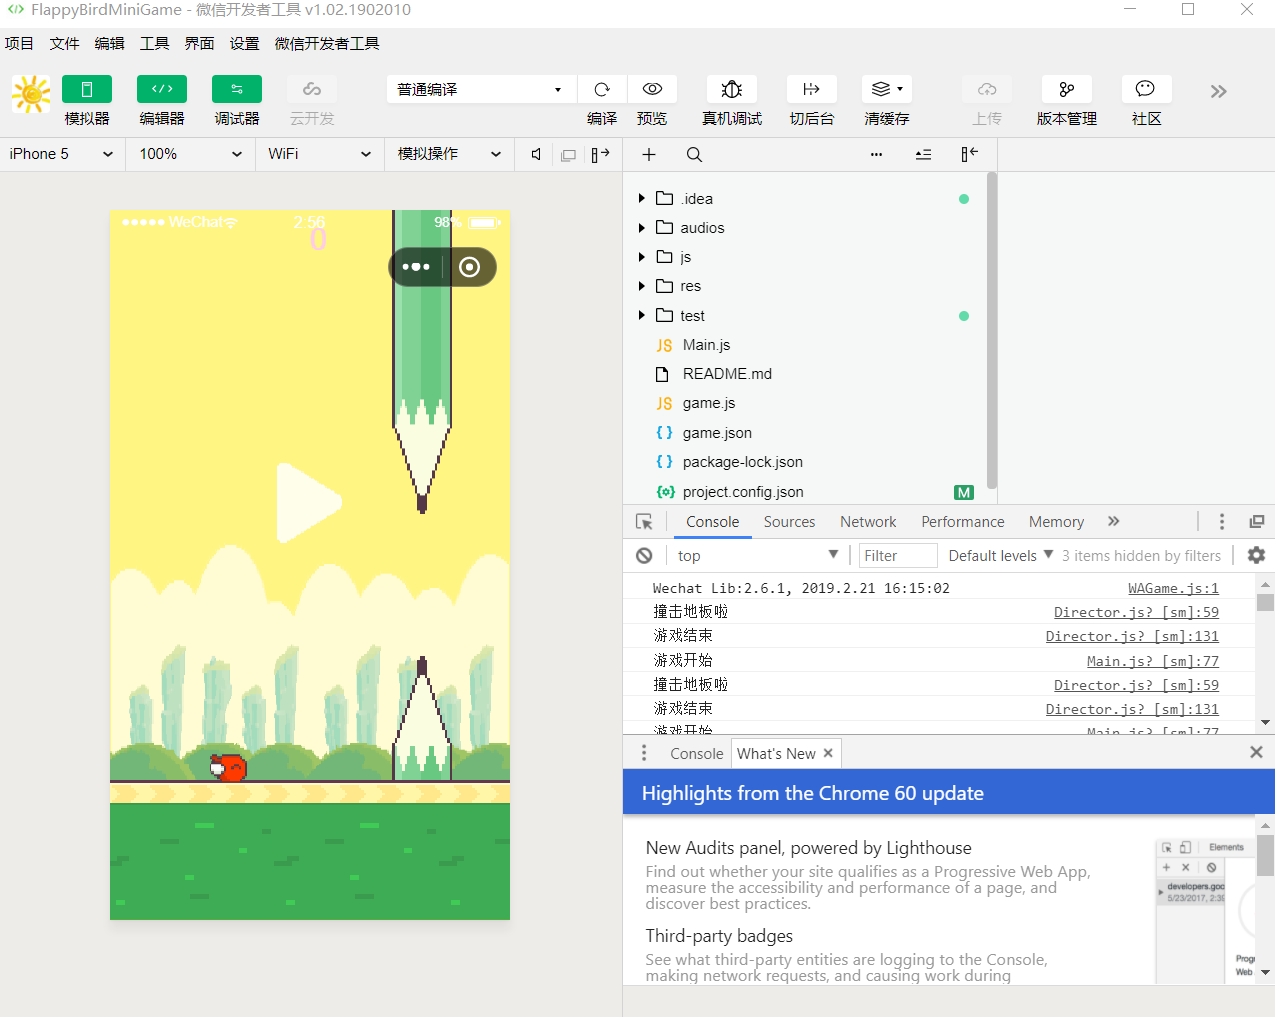 FlappyBirdMiniGame - 微信开发者工具 v1.02.1902010
项目 文件 编辑 工具 界面 设置 微信开发者工具
普通编译
模拟器 编辑器 调试器 云开发 编译 预览 真机调试 切后台 清缓存 上传 版本管理 社区
iPhone 5 100% WiFi 模拟操作
WeChat 2:56 98%
0
.idea
audios
js
res
test
JS Main.js
README.md
JS game.js
{ } game.json
{ } package-lock.json
project.config.json M
Console Sources Network Performance Memory
top Filter Default levels 3 items hidden by filters
Wechat Lib:2.6.1, 2019.2.21 16:15:02 WAGame.js:1
撞击地板啦 Director.js? [sm]:59
游戏结束 Director.js? [sm]:131
游戏开始 Main.js? [sm]:77
撞击地板啦 Director.js? [sm]:59
游戏结束 Director.js? [sm]:131
游戏开始 Main.js? [sm]:77
Console What's New
Highlights from the Chrome 60 update
New Audits panel, powered by Lighthouse
Find out whether your site qualifies as a Progressive Web App,
measure the accessibility and performance of a page, and
discover best practices.
Third-party badges
See what third-party entities are logging to the Console,
making network requests, and causing work during
Elements
developers.goo
5/23/2017, 2:39
Progr
Web